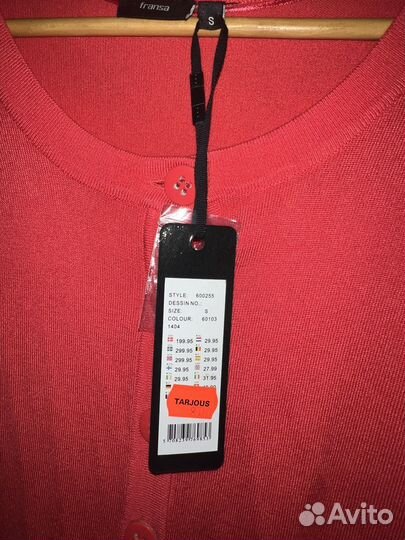 fransa
S
STYLE: 600255
DESSIN NO.:
SIZE: S
COLOUR: 60103
1404
199.95 29.95
299.95 29.95
299.95 29.95
29.95 27.99
29.95 31.95
TARJOUS
Avito